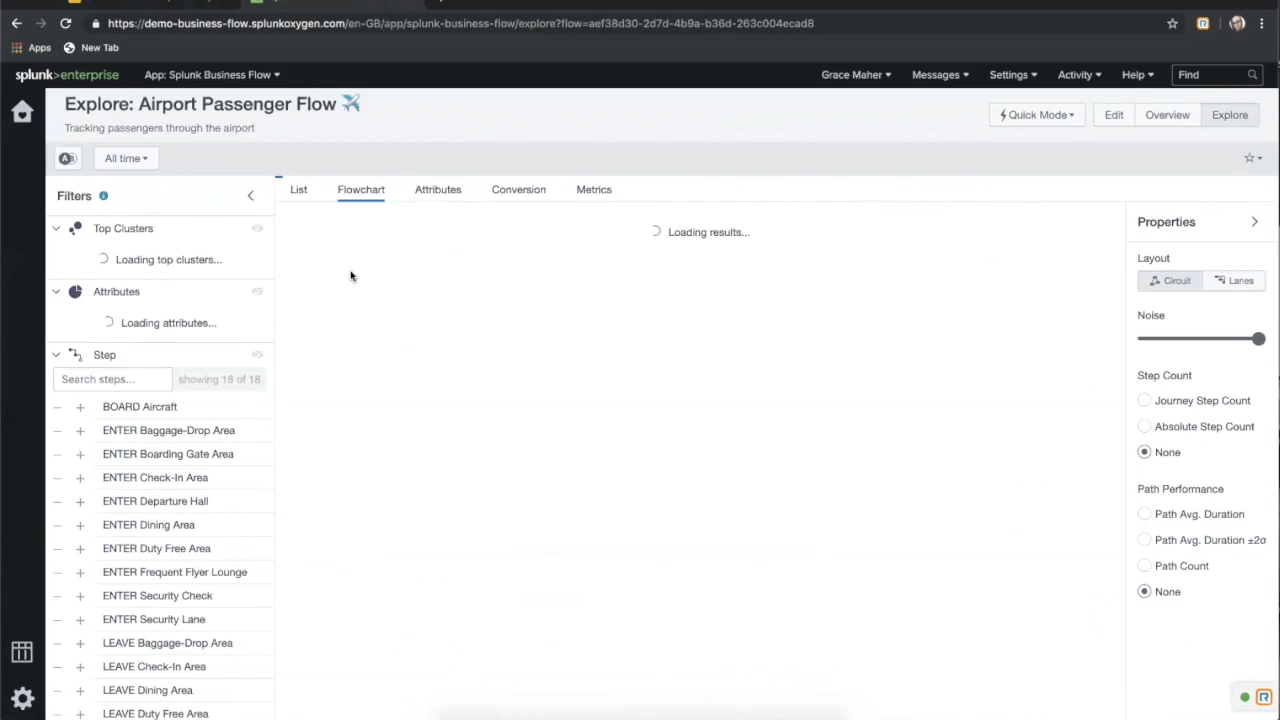 https://demo-business-flow.splunkoxygen.com/en-GB/app/splunk-business-flow/explore?flow=aef38d30-2d7d-4b9a-b36d-263c004ecad8
Apps New Tab
splunk>enterprise App: Splunk Business Flow Grace Maher Messages Settings Activity Help Find
Explore: Airport Passenger Flow
Tracking passengers through the airport
Quick Mode Edit Overview Explore
All time
Filters
List Flowchart Attributes Conversion Metrics
Top Clusters
Loading top clusters...
Attributes
Loading attributes...
Step
Search steps... showing 18 of 18
BOARD Aircraft
ENTER Baggage-Drop Area
ENTER Boarding Gate Area
ENTER Check-In Area
ENTER Departure Hall
ENTER Dining Area
ENTER Duty Free Area
ENTER Frequent Flyer Lounge
ENTER Security Check
ENTER Security Lane
LEAVE Baggage-Drop Area
LEAVE Check-In Area
LEAVE Dining Area
LEAVE Duty Free Area
Loading results...
Properties
Layout
Circuit Lanes
Noise
Step Count
Journey Step Count
Absolute Step Count
None
Path Performance
Path Avg. Duration
Path Avg. Duration ±2σ
Path Count
None